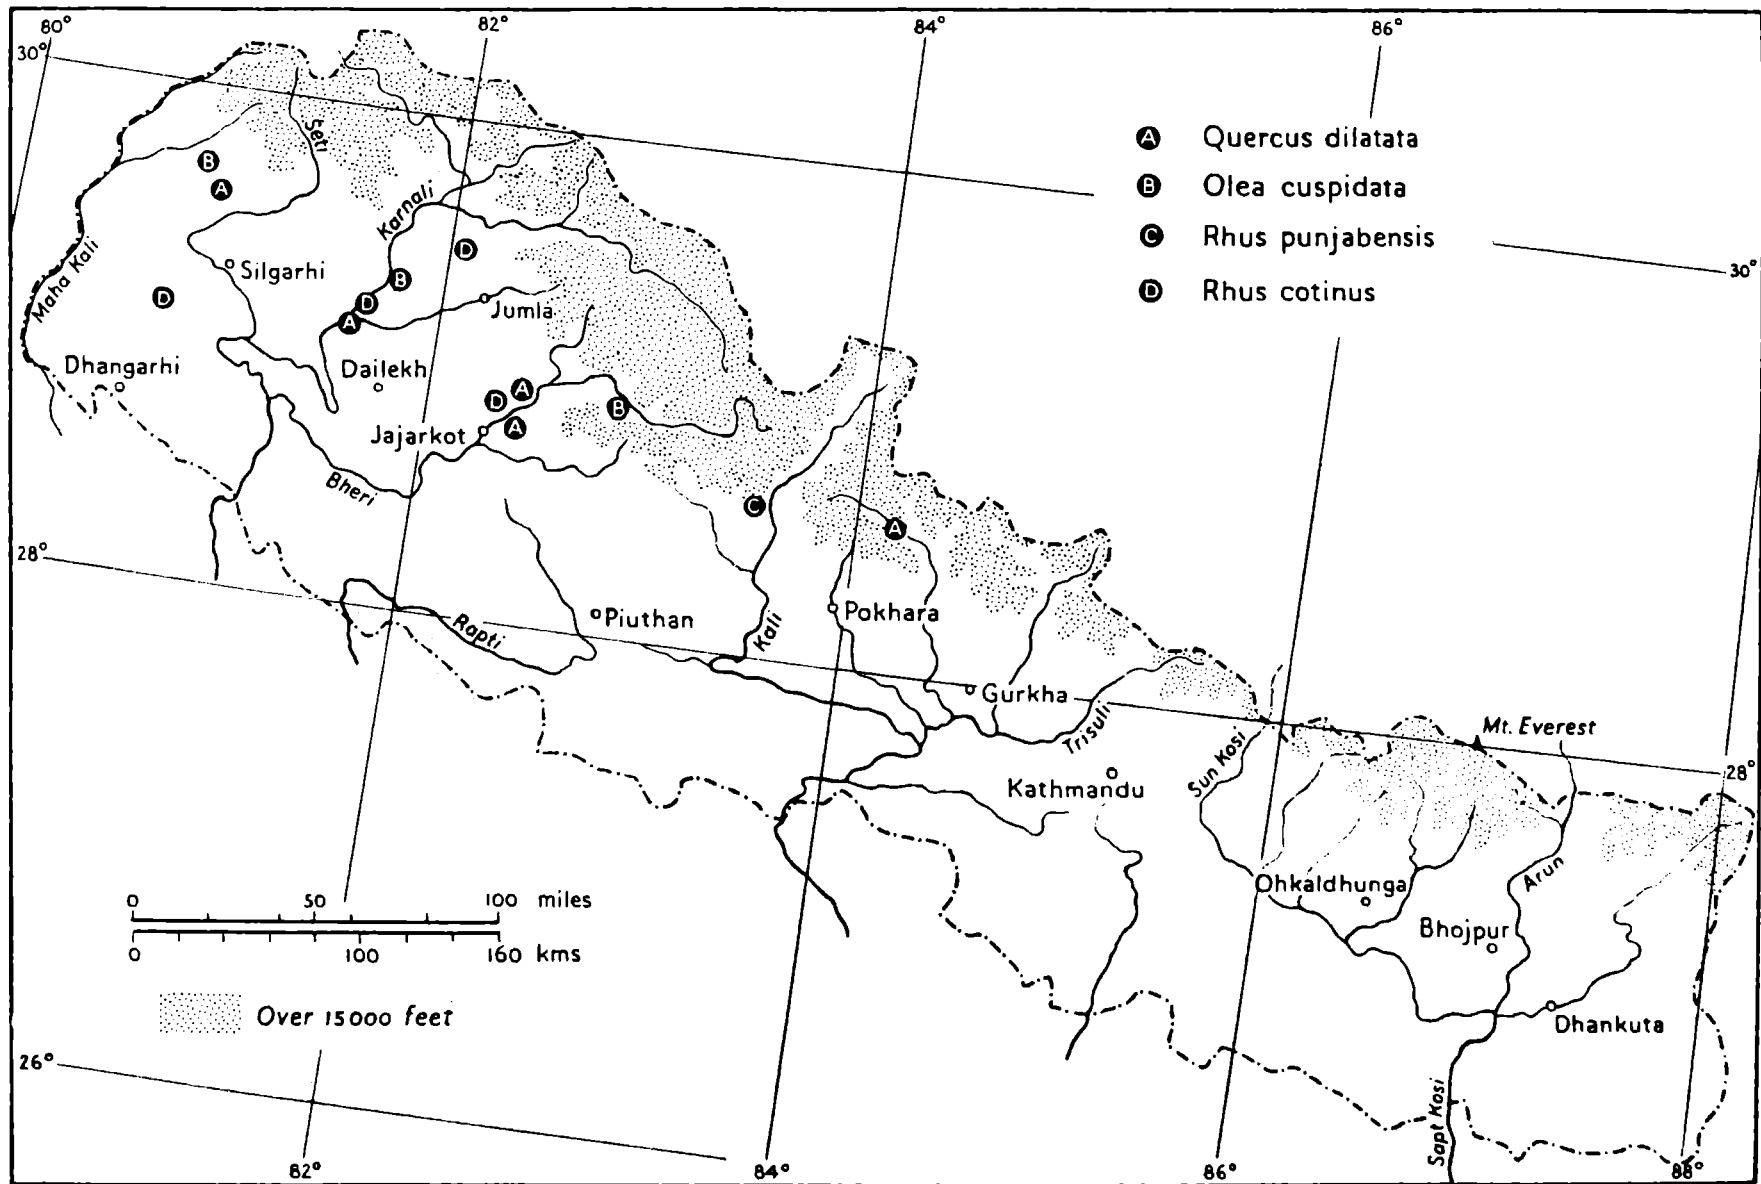 80°
82°
84°
86°
30°
A Quercus dilatata
B Olea cuspidata
C Rhus punjabensis
D Rhus cotinus
Seti
B
A
Karnali
D
Maha Kali
Silgarhi
B
30°
D
D
Jumla
A
Dhangarhi
Dailekh
D
A
B
Jajarkot
A
Bheri
C
A
28°
Rapti
Piuthan
Kali
Pokhara
Gurkha
Trisuli
Sun Kosi
Mt. Everest
28°
Kathmandu
Ohkaldhunga
Arun
0 50 100 miles
0 100 160 kms
Bhojpur
Over 15000 feet
Dhankuta
26°
Sapt Kosi
82°
84°
86°
88°